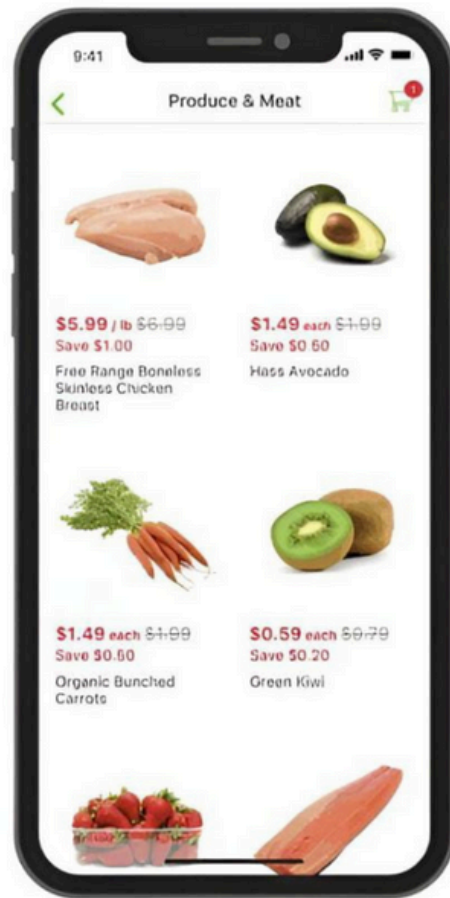 9:41
Produce & Meat
1
$5.99 / lb $6.99
Save $1.00
Free Range Boneless
Skinless Chicken
Breast
$1.49 each $1.99
Save $0.50
Hass Avocado
$1.49 each $1.99
Save $0.50
Organic Bunched
Carrots
$0.59 each $0.79
Save $0.20
Green Kiwi